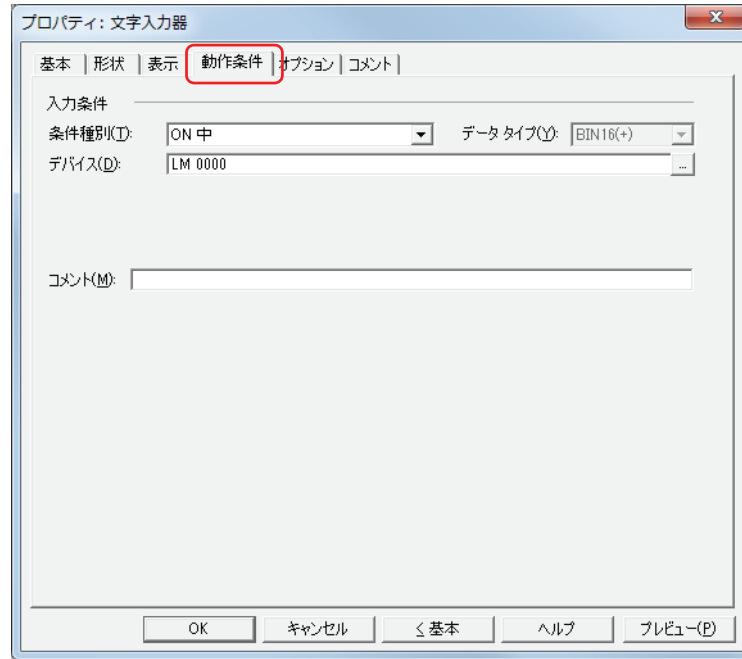 プロパティ: 文字入力器
基本 形状 表示 動作条件 オプション コメント
入力条件
条件種別(T): ON 中 データ タイプ(Y): BIN16(+)
デバイス(D): LM 0000 ...
コメント(M):
OK キャンセル < 基本 ヘルプ プレビュー(P)